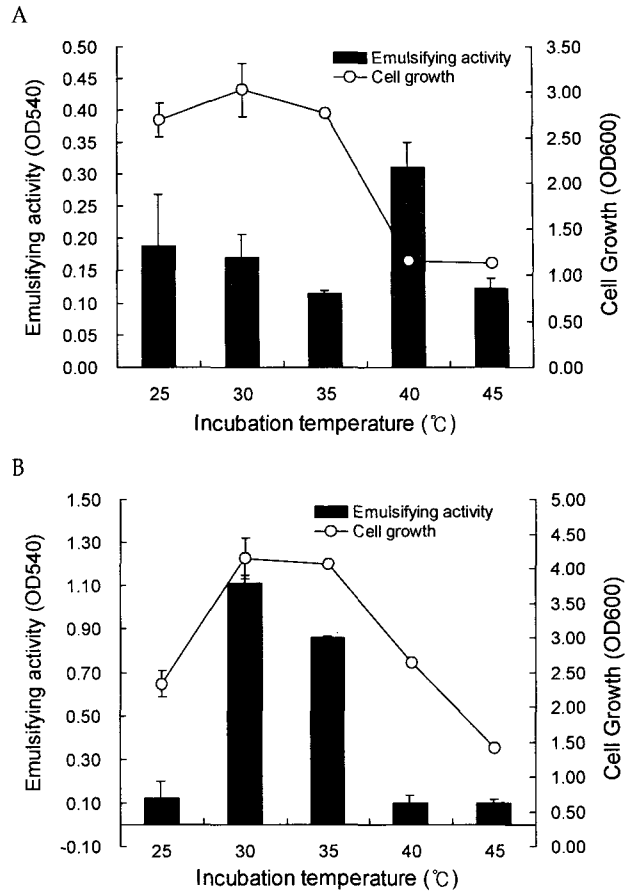 A
Emulsifying activity
Cell growth
Emulsifying activity (OD540)
0.50
0.45
0.40
0.35
0.30
0.25
0.20
0.15
0.10
0.05
0.00
3.50
3.00
2.50
2.00
1.50
1.00
0.50
0.00
Cell Growth (OD600)
25 30 35 40 45
Incubation temperature (℃)
B
Emulsifying activity
Cell growth
Emulsifying activity (OD540)
1.50
1.30
1.10
0.90
0.70
0.50
0.30
0.10
-0.10
5.00
4.50
4.00
3.50
3.00
2.50
2.00
1.50
1.00
0.50
0.00
Cell Growth (OD600)
25 30 35 40 45
Incubation temperature (℃)